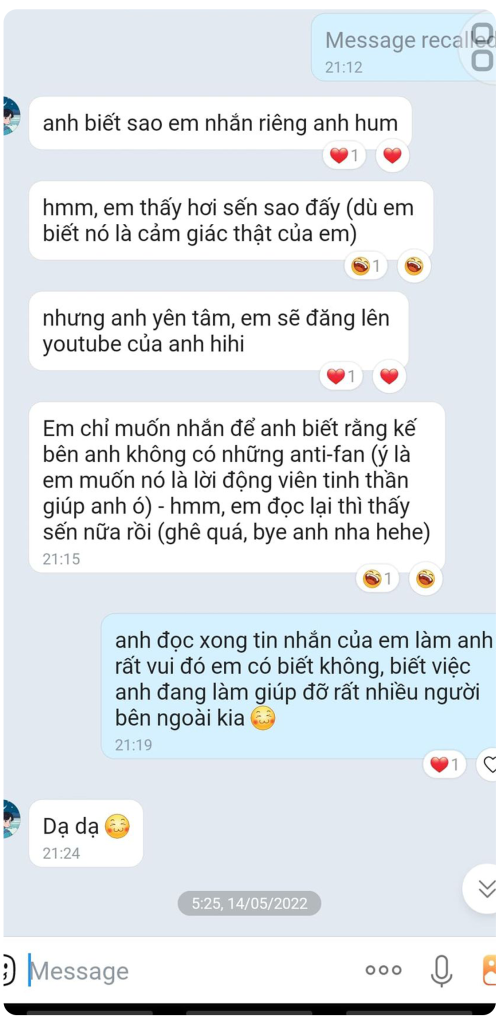 Message recalled
21:12
anh biết sao em nhắn riêng anh hum
1
hmm, em thấy hơi sến sao đấy (dù em
biết nó là cảm giác thật của em)
1
nhưng anh yên tâm, em sẽ đăng lên
youtube của anh hihi
1
Em chỉ muốn nhắn để anh biết rằng kế
bên anh không có những anti-fan (ý là
em muốn nó là lời động viên tinh thần
giúp anh ó) - hmm, em đọc lại thì thấy
sến nữa rồi (ghê quá, bye anh nha hehe)
21:15
1
anh đọc xong tin nhắn của em làm anh
rất vui đó em có biết không, biết việc
anh đang làm giúp đỡ rất nhiều người
bên ngoài kia
21:19
1
Dạ dạ
21:24
5:25, 14/05/2022
Message